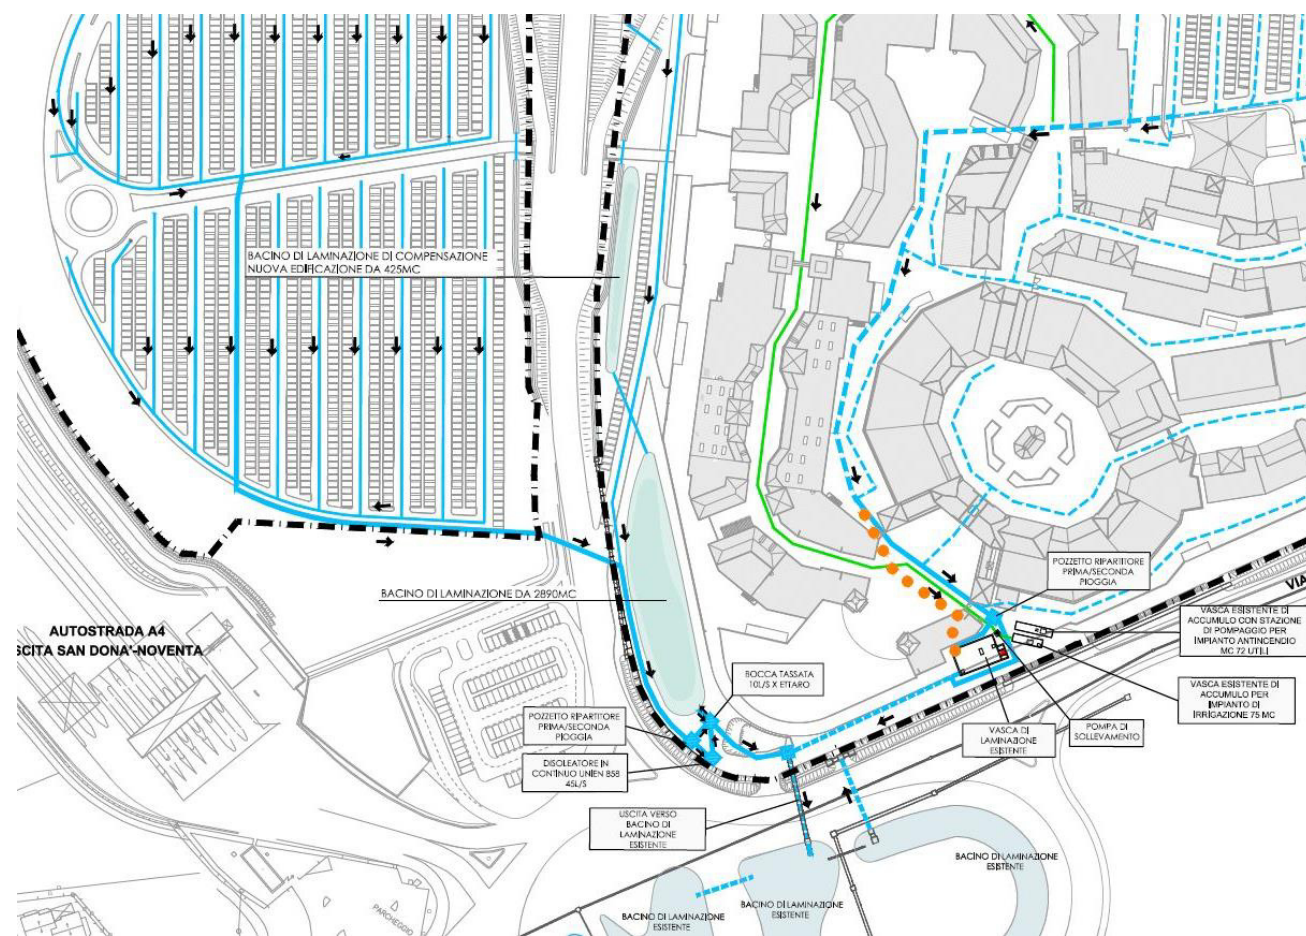 BACINO DI LAMINAZIONE DI COMPENSAZIONE
NUOVA EDIFICAZIONE DA 425MC
BACINO DI LAMINAZIONE DA 2890MC
AUTOSTRADA A4
SCITA SAN DONA'-NOVENTA
POZZETTO RIPARTITORE
PRIMA/SECONDA
PIOGGIA
VIA
VASCA ESISTENTE DI
ACCUMULO CON STAZIONE
DI POMPAGGIO PER
IMPIANTO ANTINCENDIO
MC 72 UTILI
BOCCA TASSATA
10L/S X ETTARO
VASCA ESISTENTE DI
ACCUMULO PER
IMPIANTO DI
IRRIGAZIONE 75 MC
POZZETTO RIPARTITORE
PRIMA/SECONDA
PIOGGIA
VASCA DI
LAMINAZIONE
ESISTENTE
POMPA DI
SOLLEVAMENTO
DISOLEATORE IN
CONTINUO UNIEN 858
45L/S
USCITA VERSO
BACINO DI
LAMINAZIONE
ESISTENTE
BACINO DI LAMINAZIONE
ESISTENTE
BACINO DI LAMINAZIONE
ESISTENTE
BACINO DI LAMINAZIONE
ESISTENTE
PARCHEGGIO